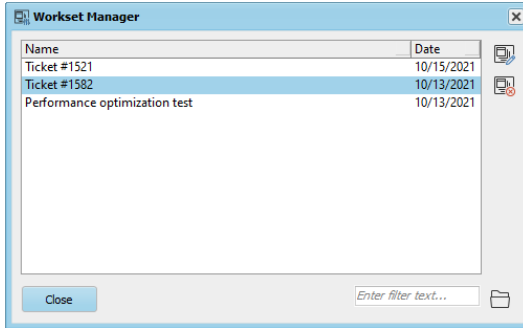 Workset Manager
Name Date
Ticket #1521 10/15/2021
Ticket #1582 10/13/2021
Performance optimization test 10/13/2021
Close Enter filter text...